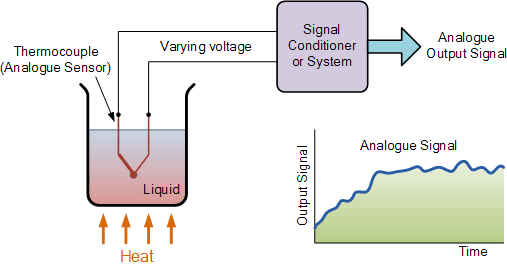 Thermocouple
(Analogue Sensor)
Varying voltage
Signal
Conditioner
or System
Analogue
Output Signal
Liquid
Heat
Analogue Signal
Output Signal
Time